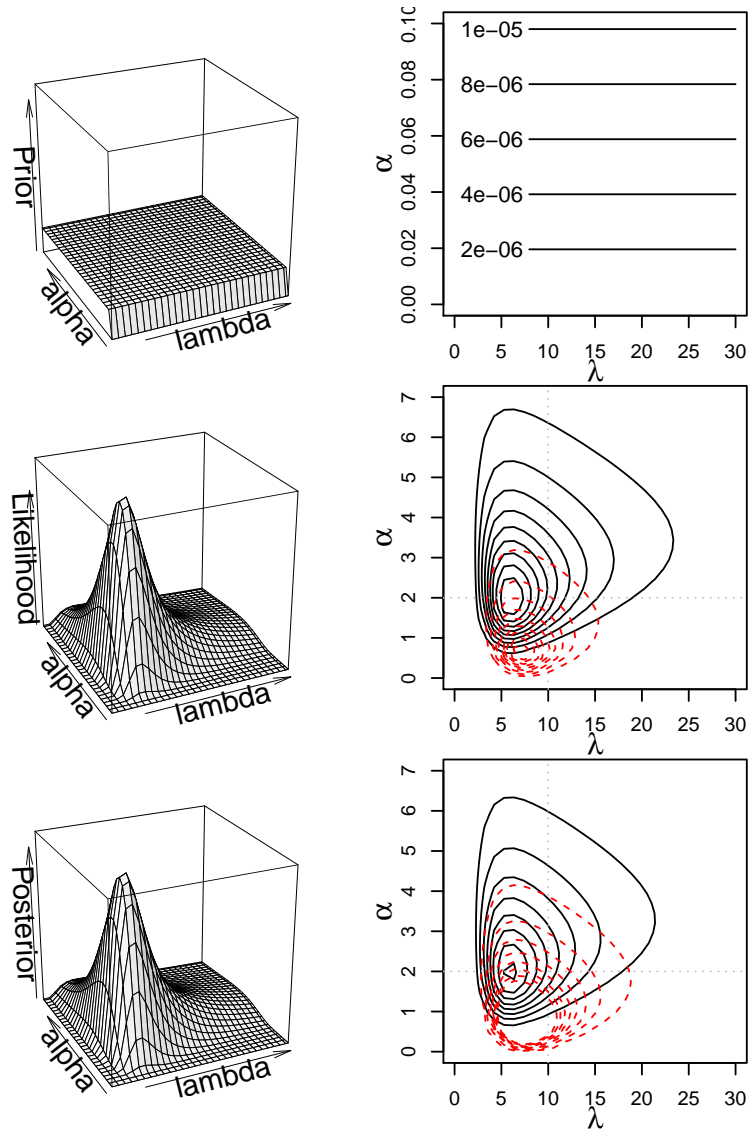 Prior
alpha
lambda
α
0.00 0.02 0.04 0.06 0.08 0.10
1e−05
8e−06
6e−06
4e−06
2e−06
0 5 10 15 20 25 30
λ
Likelihood
alpha
lambda
α
0 1 2 3 4 5 6 7
0 5 10 15 20 25 30
λ
Posterior
alpha
lambda
α
0 1 2 3 4 5 6 7
0 5 10 15 20 25 30
λ